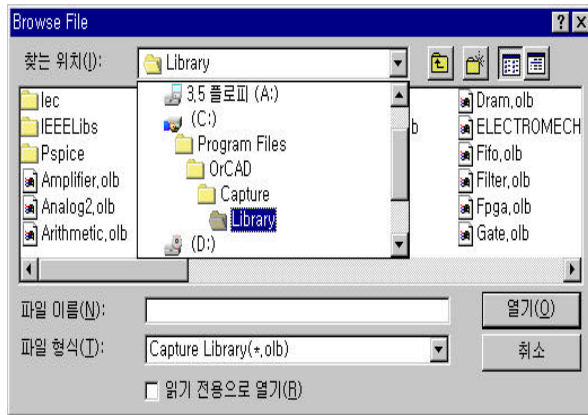 Browse File
찾는 위치(I): Library
3,5 플로피 (A:)
(C:)
Program Files
OrCAD
Capture
Library
(D:)
Iec
IEEELibs
Pspice
Amplifier,olb
Analog2,olb
Arithmetic,olb
b
Dram,olb
ELECTROMECH
Fifo,olb
Filter,olb
Fpga,olb
Gate,olb
파일 이름(N):
열기(O)
파일 형식(T): Capture Library(*,olb)
취소
읽기 전용으로 열기(R)